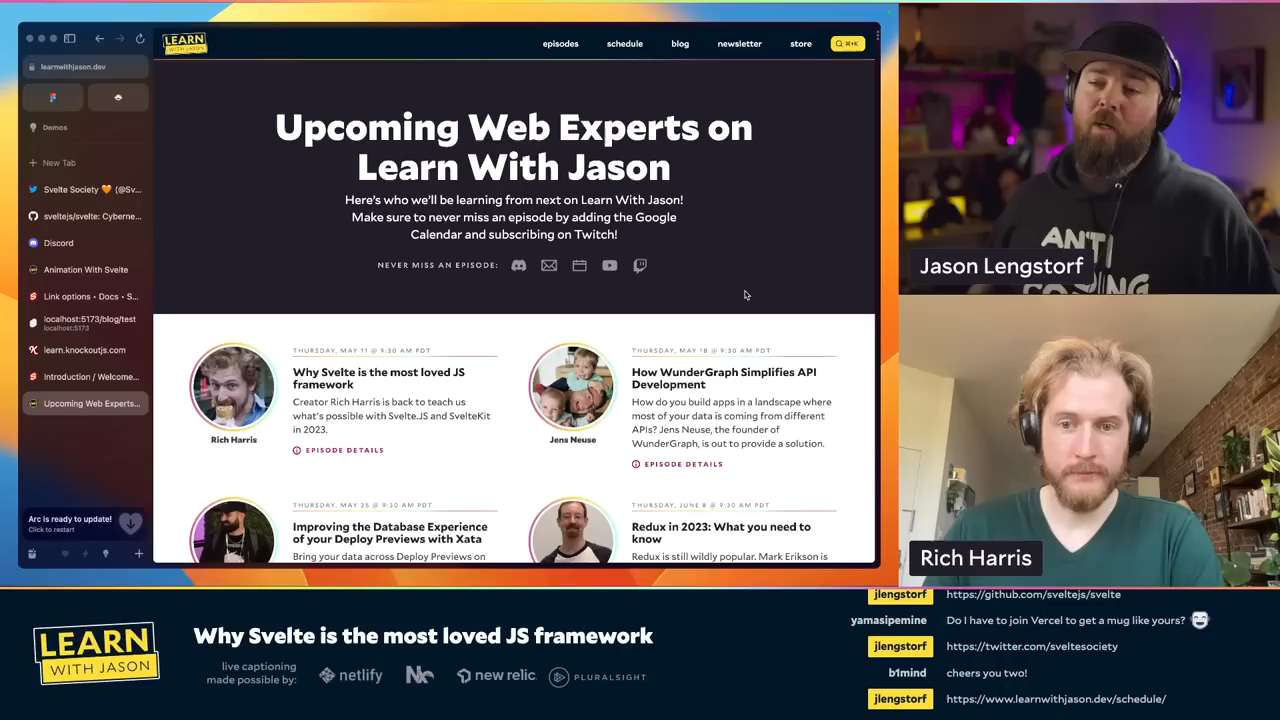 learnwithjason.dev
Demos
New Tab
Svelte Society 🧡 (@Sv...
sveltejs/svelte: Cyberne...
Discord
Animation With Svelte
Link options • Docs • S...
localhost:5173/blog/test
localhost:5173
learn.knockoutjs.com
Introduction / Welcome...
Upcoming Web Experts...
Arc is ready to update!
Click to restart
LEARN
WITH JASON
episodes
schedule
blog
newsletter
store
⌘+K
Upcoming Web Experts on
Learn With Jason
Here's who we'll be learning from next on Learn With Jason!
Make sure to never miss an episode by adding the Google
Calendar and subscribing on Twitch!
NEVER MISS AN EPISODE:
THURSDAY, MAY 11 @ 9:30 AM PDT
Why Svelte is the most loved JS
framework
Creator Rich Harris is back to teach us
what's possible with Svelte.JS and SvelteKit
in 2023.
Rich Harris
EPISODE DETAILS
THURSDAY, MAY 18 @ 9:30 AM PDT
How WunderGraph Simplifies API
Development
How do you build apps in a landscape where
most of your data is coming from different
APIs? Jens Neuse, the founder of
WunderGraph, is out to provide a solution.
Jens Neuse
EPISODE DETAILS
THURSDAY, MAY 25 @ 9:30 AM PDT
Improving the Database Experience
of your Deploy Previews with Xata
Bring your data across Deploy Previews on
THURSDAY, JUNE 8 @ 9:30 AM PDT
Redux in 2023: What you need to
know
Redux is still wildly popular. Mark Erikson is
ANTI
Jason Lengstorf
Rich Harris
LEARN
WITH JASON
Why Svelte is the most loved JS framework
live captioning
made possible by:
netlify
new relic
PLURALSIGHT
jlengstorf https://github.com/sveltejs/svelte
yamasipemine Do I have to join Vercel to get a mug like yours?
jlengstorf https://twitter.com/sveltesociety
b1mind cheers you two!
jlengstorf https://www.learnwithjason.dev/schedule/